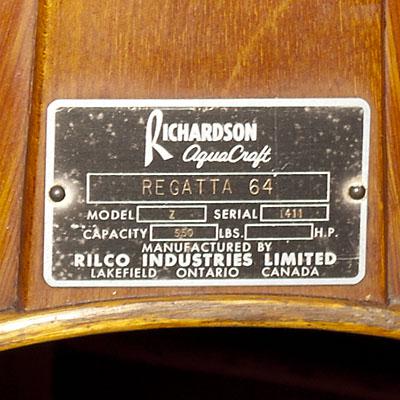 RICHARDSON
AquaCraft
REGATTA 64
MODEL Z SERIAL 1411
CAPACITY 550 LBS. H.P.
MANUFACTURED BY
RILCO INDUSTRIES LIMITED
LAKEFIELD ONTARIO CANADA